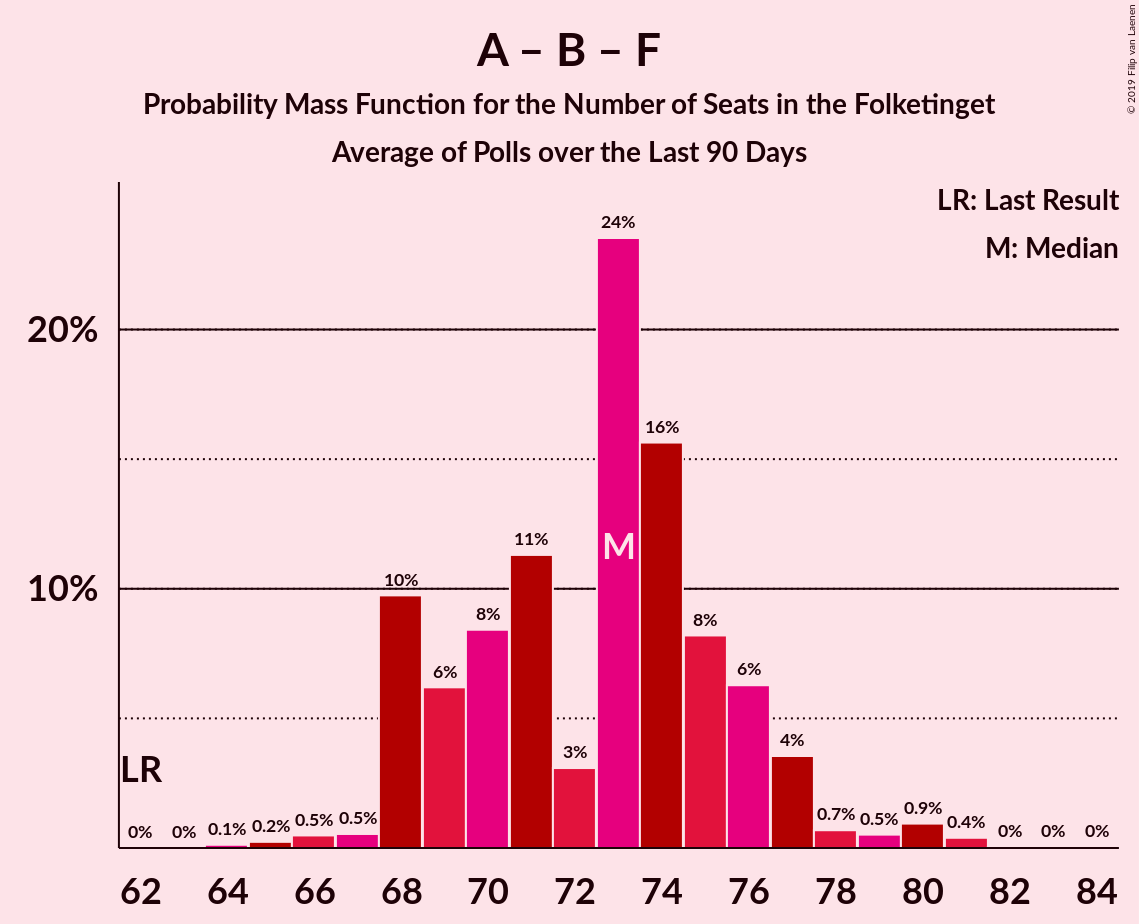 A – B – F
Probability Mass Function for the Number of Seats in the Folketinget
Average of Polls over the Last 90 Days
© 2019 Filip van Laenen
LR: Last Result
M: Median
24%
20%
16%
11%
M
10%
10%
8%
8%
6%
6%
4%
3%
LR
0% 0% 0.1% 0.2% 0.5% 0.5% 0.7% 0.5% 0.9% 0.4% 0% 0% 0%
62 64 66 68 70 72 74 76 78 80 82 84